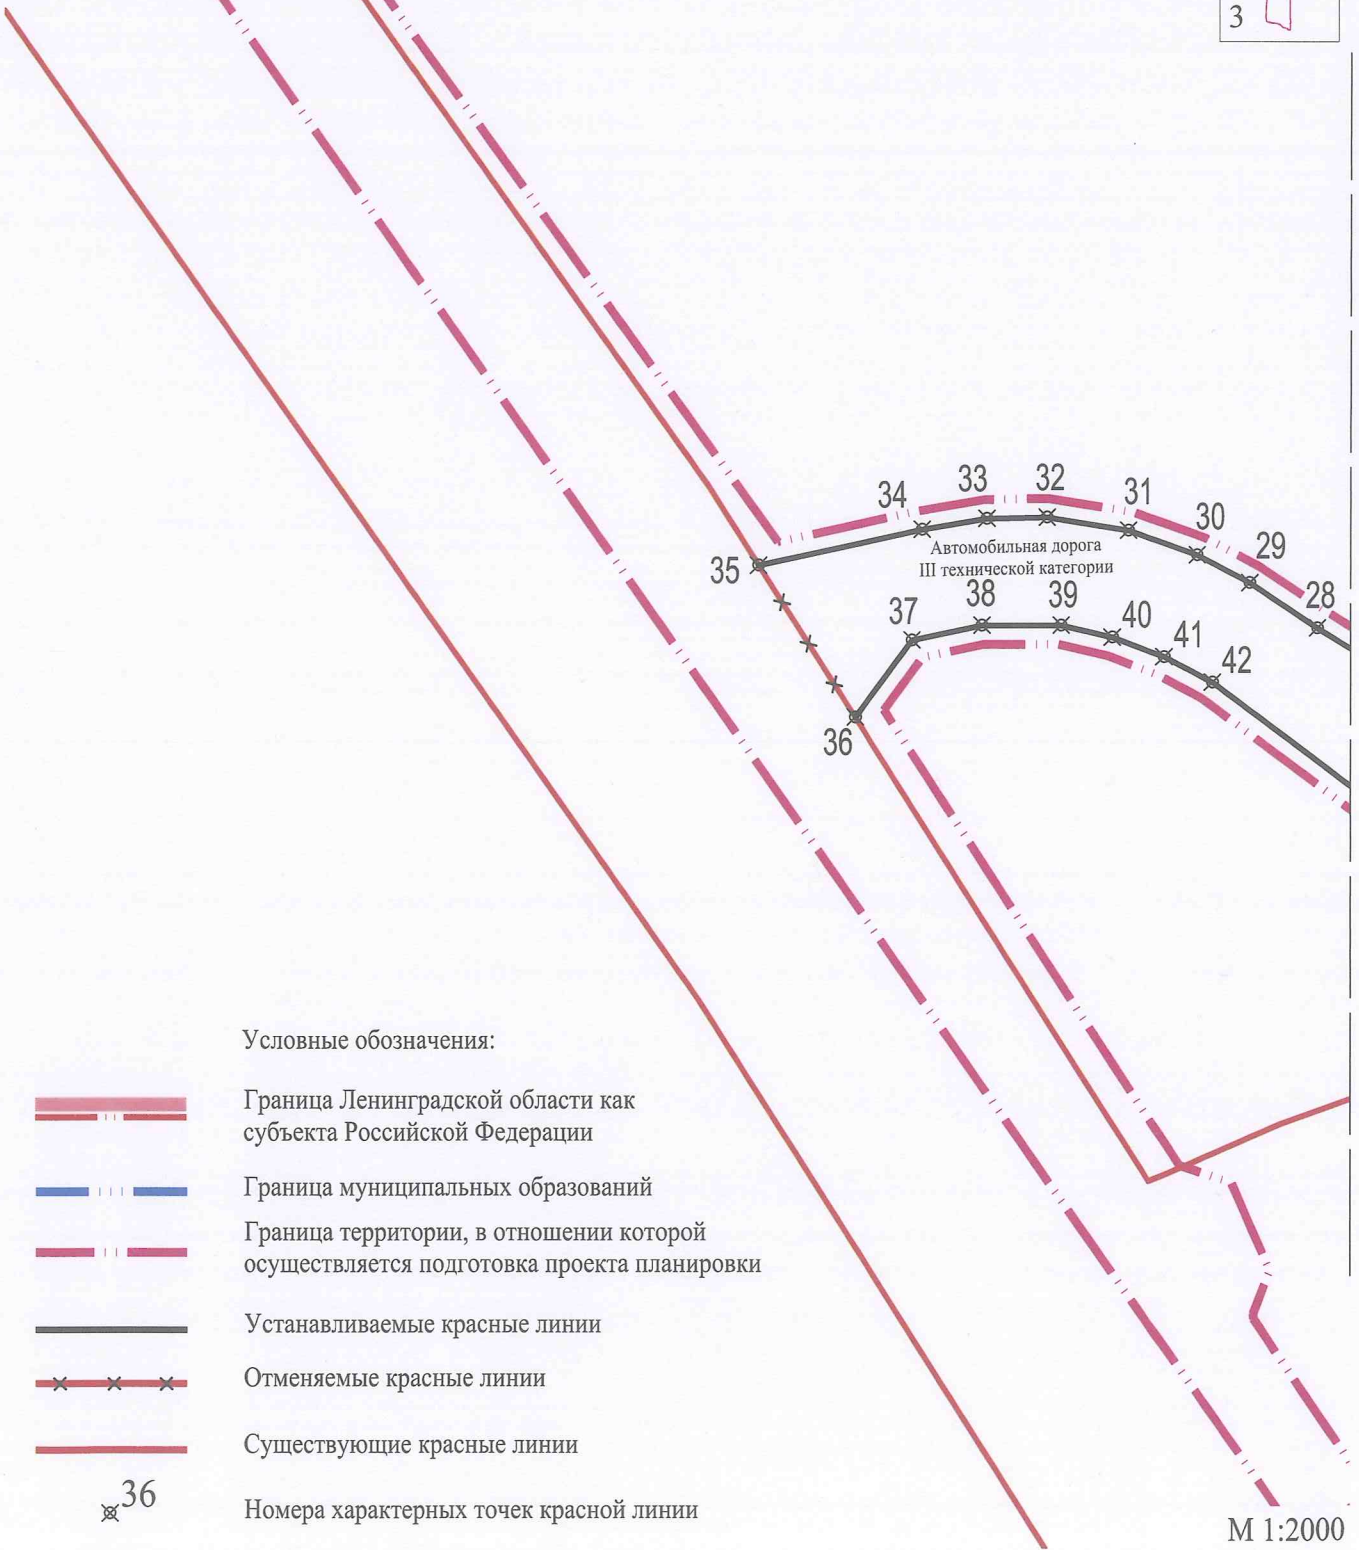 3
34
33
32
31
30
29
28
35
Автомобильная дорога
III технической категории
37
38
39
40
41
42
36
Условные обозначения:
Граница Ленинградской области как
субъекта Российской Федерации
Граница муниципальных образований
Граница территории, в отношении которой
осуществляется подготовка проекта планировки
Устанавливаемые красные линии
Отменяемые красные линии
Существующие красные линии
36
Номера характерных точек красной линии
М 1:2000